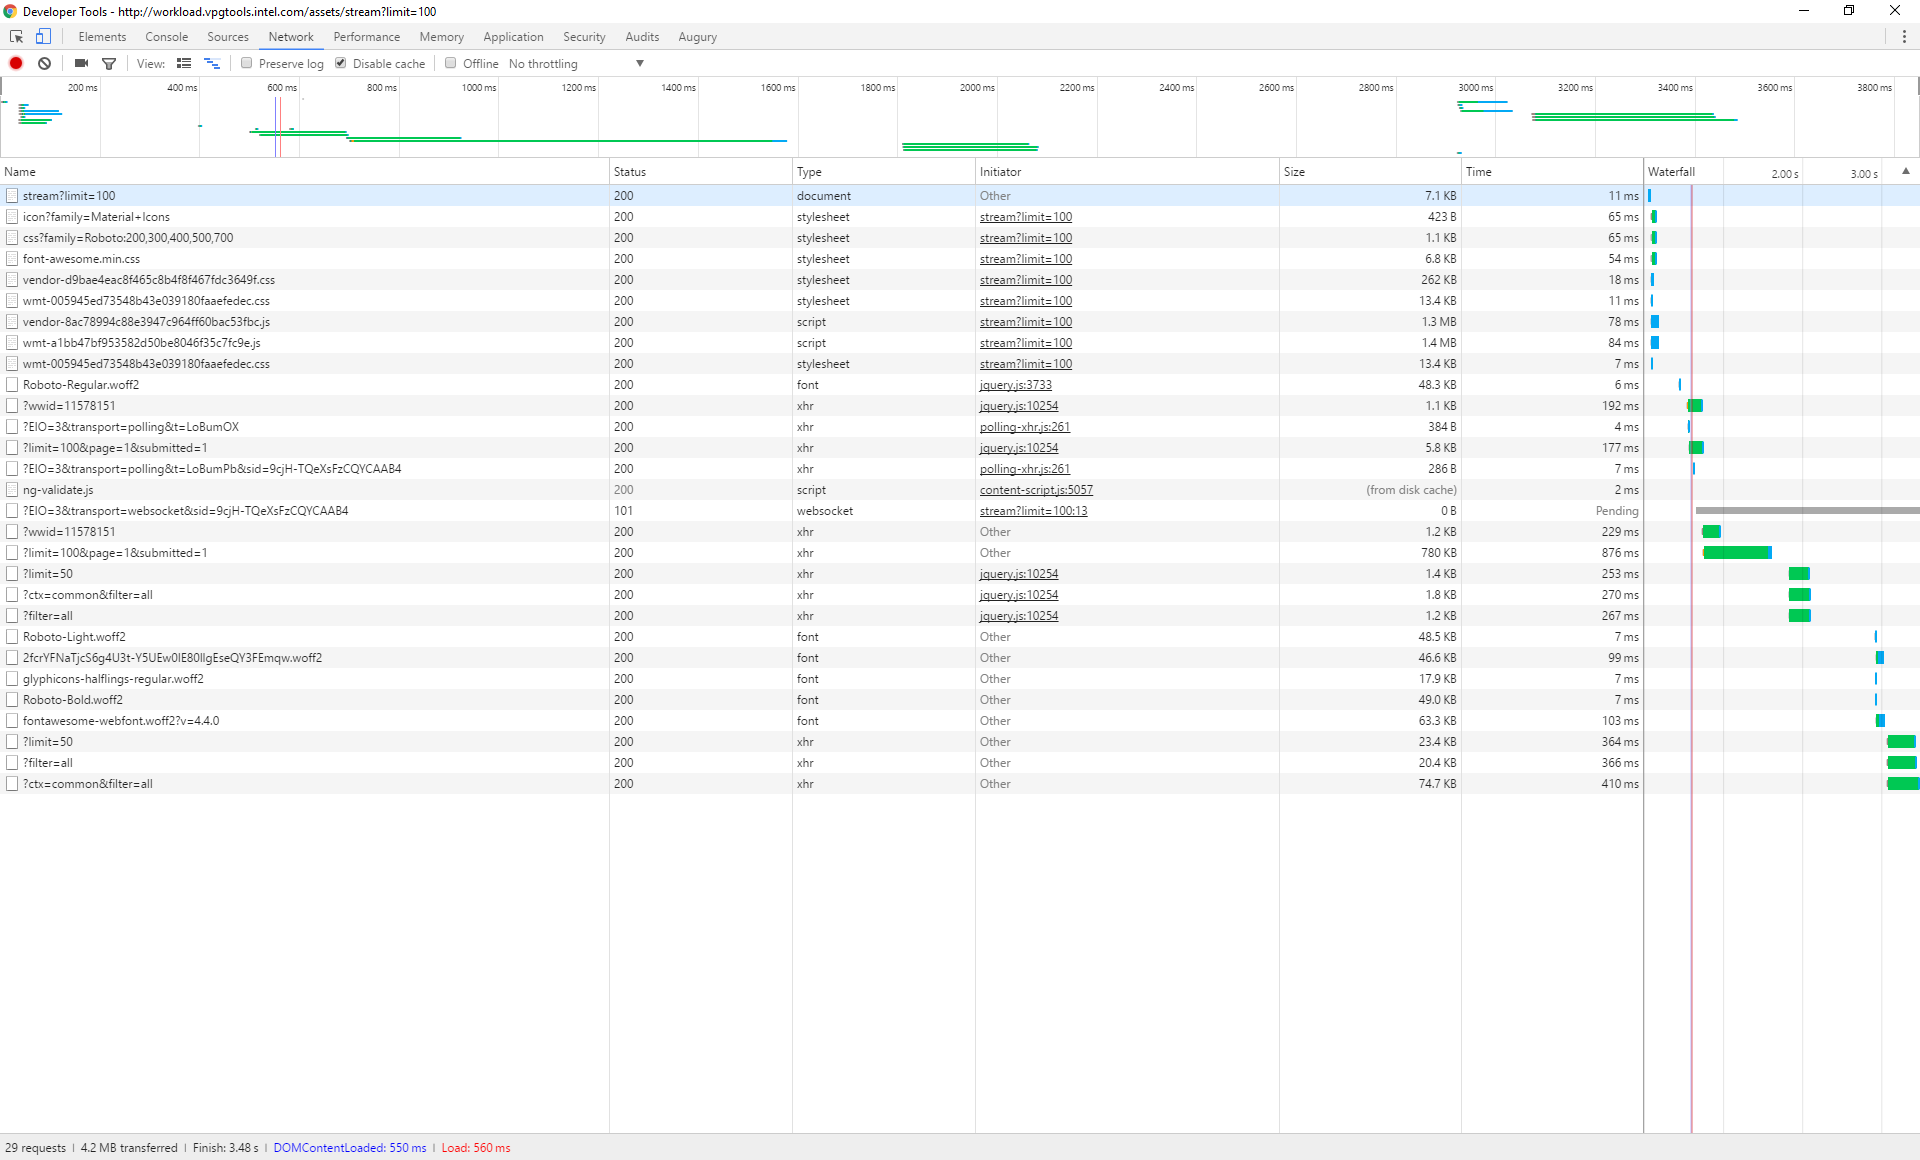 Developer Tools - http://workload.vpgtools.intel.com/assets/stream?limit=100
Elements Console Sources Network Performance Memory Application Security Audits Augury
View: Preserve log Disable cache Offline No throttling
200 ms 400 ms 600 ms 800 ms 1000 ms 1200 ms 1400 ms 1600 ms 1800 ms 2000 ms 2200 ms 2400 ms 2600 ms 2800 ms 3000 ms 3200 ms 3400 ms 3600 ms 3800 ms
Name Status Type Initiator Size Time Waterfall 2.00 s 3.00 s
stream?limit=100 200 document Other 7.1 KB 11 ms
icon?family=Material+Icons 200 stylesheet stream?limit=100 423 B 65 ms
css?family=Roboto:200,300,400,500,700 200 stylesheet stream?limit=100 1.1 KB 65 ms
font-awesome.min.css 200 stylesheet stream?limit=100 6.8 KB 54 ms
vendor-d9bae4eac8f465c8b4f8f467fdc3649f.css 200 stylesheet stream?limit=100 262 KB 18 ms
wmt-005945ed73548b43e039180faaefedec.css 200 stylesheet stream?limit=100 13.4 KB 11 ms
vendor-8ac78994c88e3947c964ff60bac53fbc.js 200 script stream?limit=100 1.3 MB 78 ms
wmt-a1bb47bf953582d50be8046f35c7fc9e.js 200 script stream?limit=100 1.4 MB 84 ms
wmt-005945ed73548b43e039180faaefedec.css 200 stylesheet stream?limit=100 13.4 KB 7 ms
Roboto-Regular.woff2 200 font jquery.js:3733 48.3 KB 6 ms
?wwid=11578151 200 xhr jquery.js:10254 1.1 KB 192 ms
?EIO=3&transport=polling&t=LoBumOX 200 xhr polling-xhr.js:261 384 B 4 ms
?limit=100&page=1&submitted=1 200 xhr jquery.js:10254 5.8 KB 177 ms
?EIO=3&transport=polling&t=LoBumPb&sid=9cjH-TQeXsFzCQYCAAB4 200 xhr polling-xhr.js:261 286 B 7 ms
ng-validate.js 200 script content-script.js:5057 (from disk cache) 2 ms
?EIO=3&transport=websocket&sid=9cjH-TQeXsFzCQYCAAB4 101 websocket stream?limit=100:13 0 B Pending
?wwid=11578151 200 xhr Other 1.2 KB 229 ms
?limit=100&page=1&submitted=1 200 xhr Other 780 KB 876 ms
?limit=50 200 xhr jquery.js:10254 1.4 KB 253 ms
?ctx=common&filter=all 200 xhr jquery.js:10254 1.8 KB 270 ms
?filter=all 200 xhr jquery.js:10254 1.2 KB 267 ms
Roboto-Light.woff2 200 font Other 48.5 KB 7 ms
2fcrYFNaTjcS6g4U3t-Y5UEw0lE80llgEseQY3FEmqw.woff2 200 font Other 46.6 KB 99 ms
glyphicons-halflings-regular.woff2 200 font Other 17.9 KB 7 ms
Roboto-Bold.woff2 200 font Other 49.0 KB 7 ms
fontawesome-webfont.woff2?v=4.4.0 200 font Other 63.3 KB 103 ms
?limit=50 200 xhr Other 23.4 KB 364 ms
?filter=all 200 xhr Other 20.4 KB 366 ms
?ctx=common&filter=all 200 xhr Other 74.7 KB 410 ms
29 requests | 4.2 MB transferred | Finish: 3.48 s | DOMContentLoaded: 550 ms | Load: 560 ms